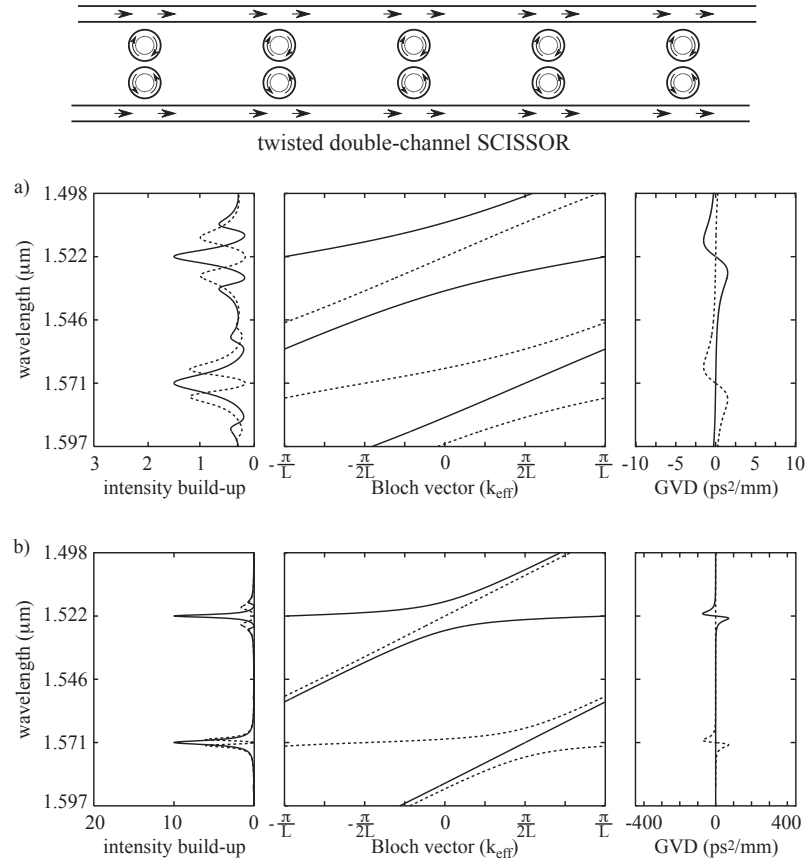 twisted double-channel SCISSOR
a)
1.498
1.522
1.546
1.571
1.597
wavelength (μm)
3 2 1 0
intensity build-up
-π/L -π/2L 0 π/2L π/L
Bloch vector (k_eff)
-10 -5 0 5 10
GVD (ps²/mm)
b)
1.498
1.522
1.546
1.571
1.597
wavelength (μm)
20 10 0
intensity build-up
-π/L -π/2L 0 π/2L π/L
Bloch vector (k_eff)
-400 0 400
GVD (ps²/mm)